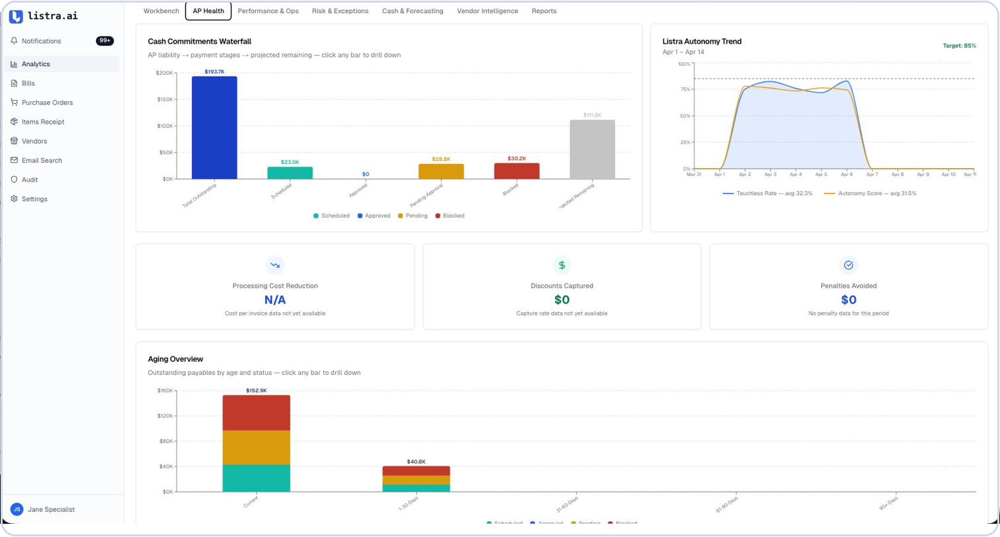 listra.ai
Notifications 99+
Analytics
Bills
Purchase Orders
Items Receipt
Vendors
Email Search
Audit
Settings
JS Jane Specialist
Workbench AP Health Performance & Ops Risk & Exceptions Cash & Forecasting Vendor Intelligence Reports
Cash Commitments Waterfall
AP liability → payment stages → projected remaining — click any bar to drill down
$200K
$150K
$100K
$50K
$0K
$193.7K
$23.0K
$0
$28.8K
$30.2K
$111.8K
Total Outstanding
Scheduled
Approved
Pending Approval
Blocked
ojected Remaining
Scheduled Approved Pending Blocked
Listra Autonomy Trend
Apr 1 – Apr 14
Target: 85%
100%
75%
50%
25%
0%
Mar 31 Apr 1 Apr 2 Apr 3 Apr 4 Apr 5 Apr 6 Apr 7 Apr 8 Apr 9 Apr 10 Apr 11
Touchless Rate — avg 32.3% Autonomy Score — avg 31.5%
Processing Cost Reduction
N/A
Cost per invoice data not yet available
Discounts Captured
$0
Capture rate data not yet available
Penalties Avoided
$0
No penalty data for this period
Aging Overview
Outstanding payables by age and status — click any bar to drill down
$160K
$120K
$80K
$40K
$0K
$152.9K
$40.8K
Current
1-30 Days
31-60 Days
61-90 Days
90+ Days
Scheduled Approved Pending Blocked